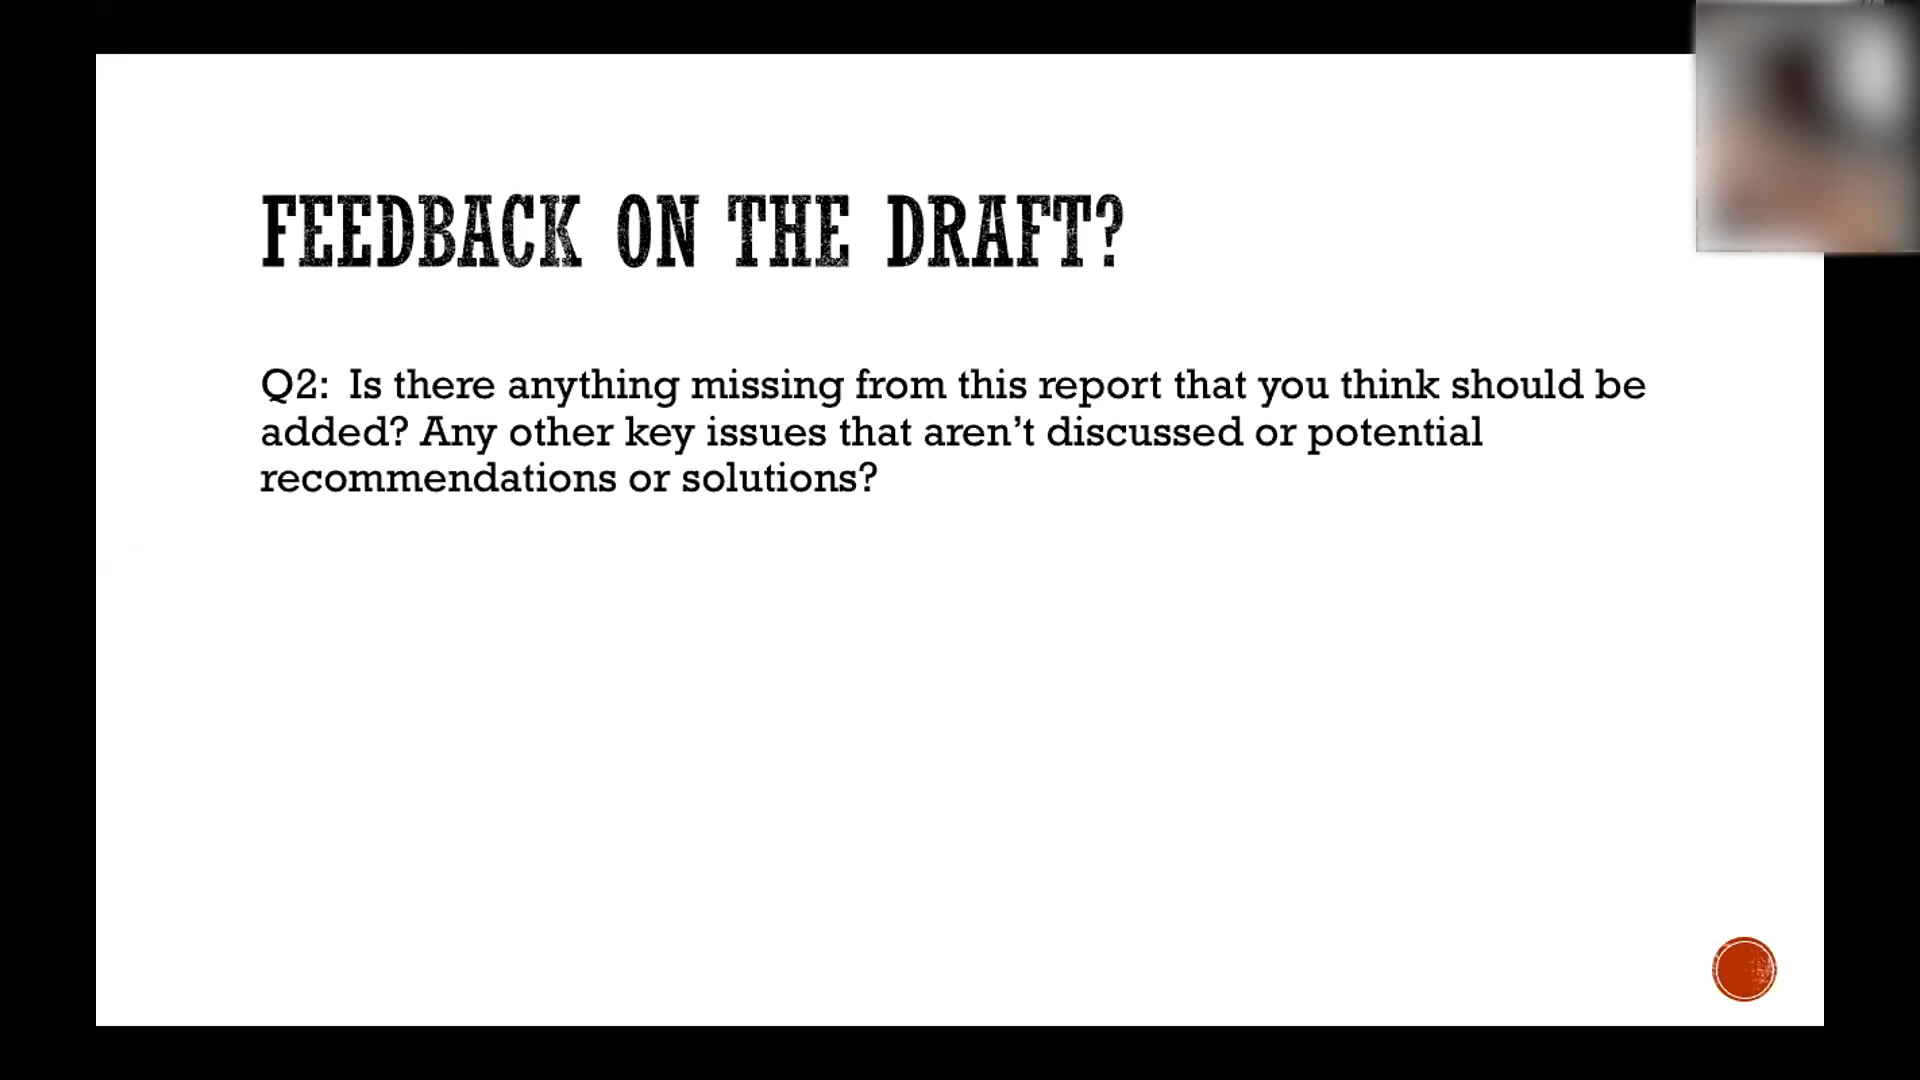 FEEDBACK ON THE DRAFT?
Q2: Is there anything missing from this report that you think should be
added? Any other key issues that aren’t discussed or potential
recommendations or solutions?